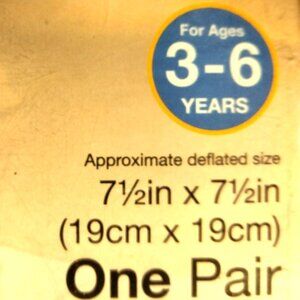 For Ages
3-6
YEARS
Approximate deflated size
7½in x 7½in
(19cm x 19cm)
One Pair